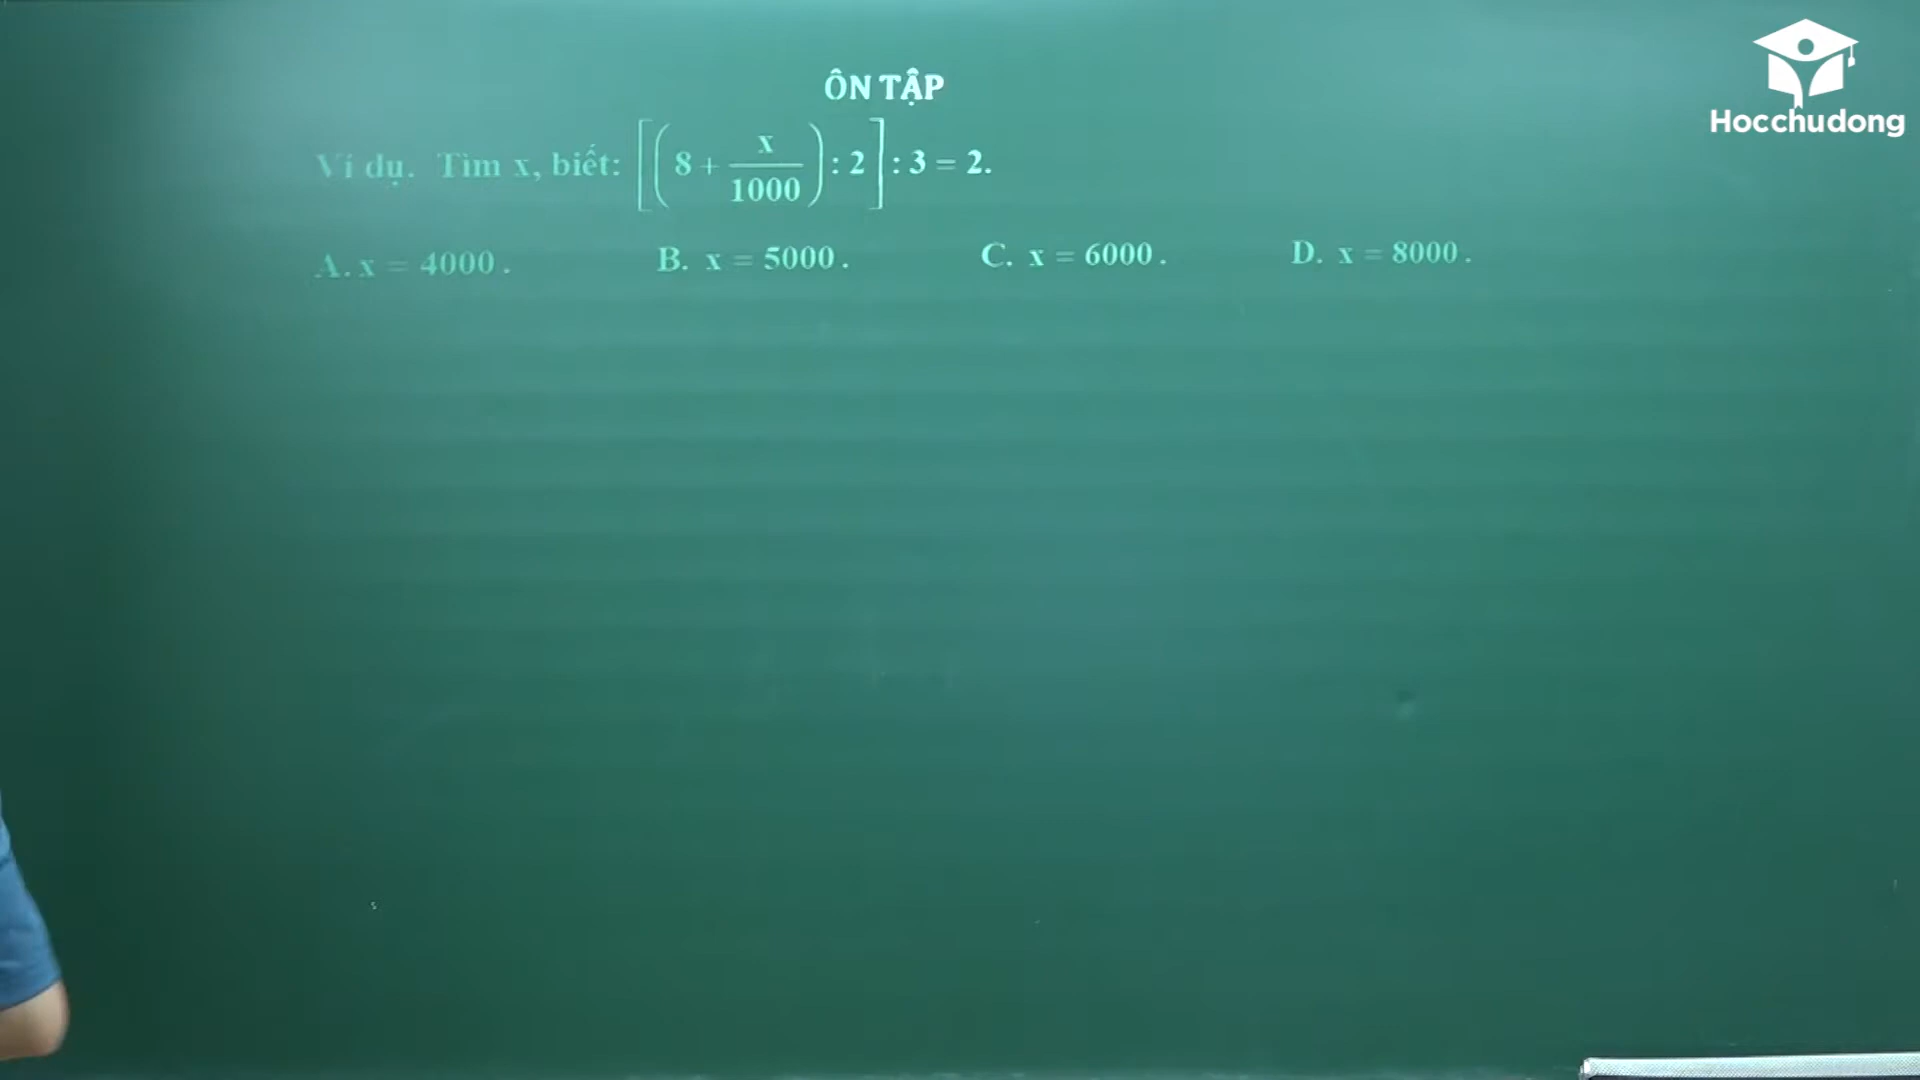 Hocchudong
ÔN TẬP
Ví dụ. Tìm x, biết: [(8 + x/1000) : 2] : 3 = 2.
A. x = 4000. B. x = 5000. C. x = 6000. D. x = 8000.